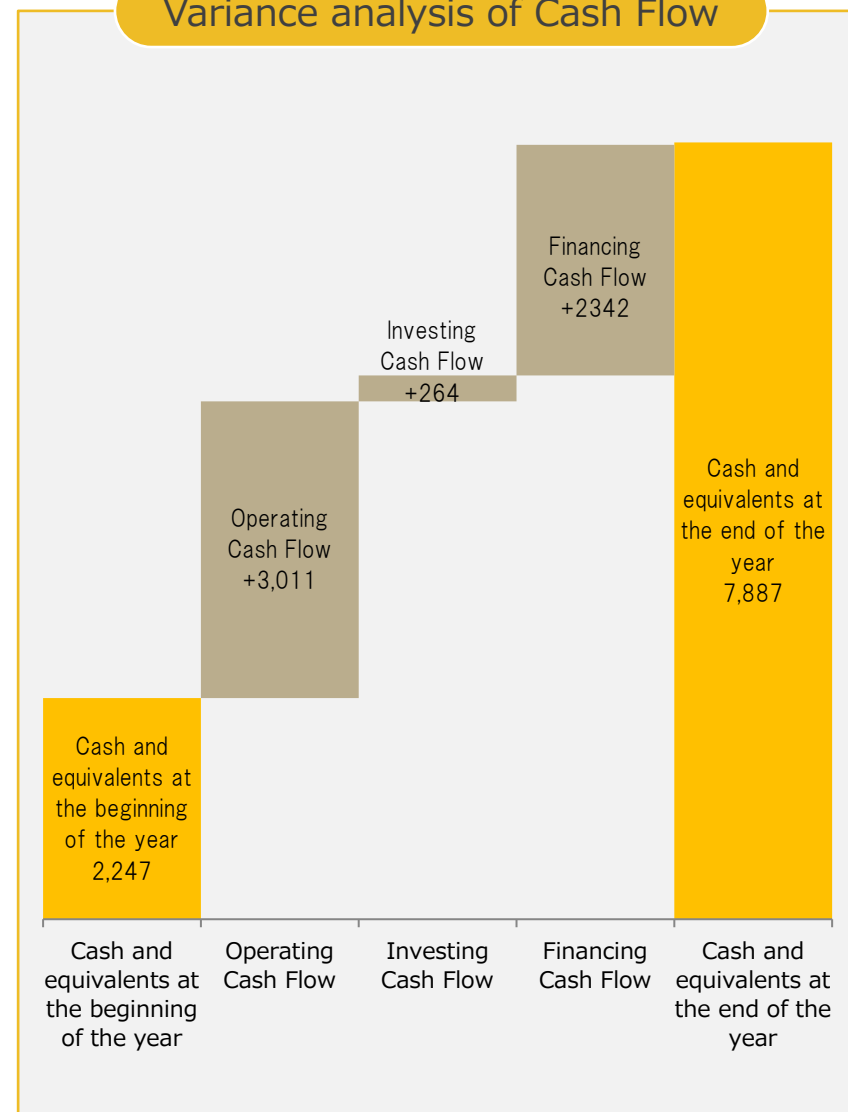 Variance analysis of Cash Flow
Financing
Cash Flow
+2342
Investing
Cash Flow
+264
Cash and
equivalents at
the end of the
year
7,887
Operating
Cash Flow
+3,011
Cash and
equivalents at
the beginning
of the year
2,247
Cash and
equivalents at
the beginning
of the year
Operating
Cash Flow
Investing
Cash Flow
Financing
Cash Flow
Cash and
equivalents at
the end of the
year